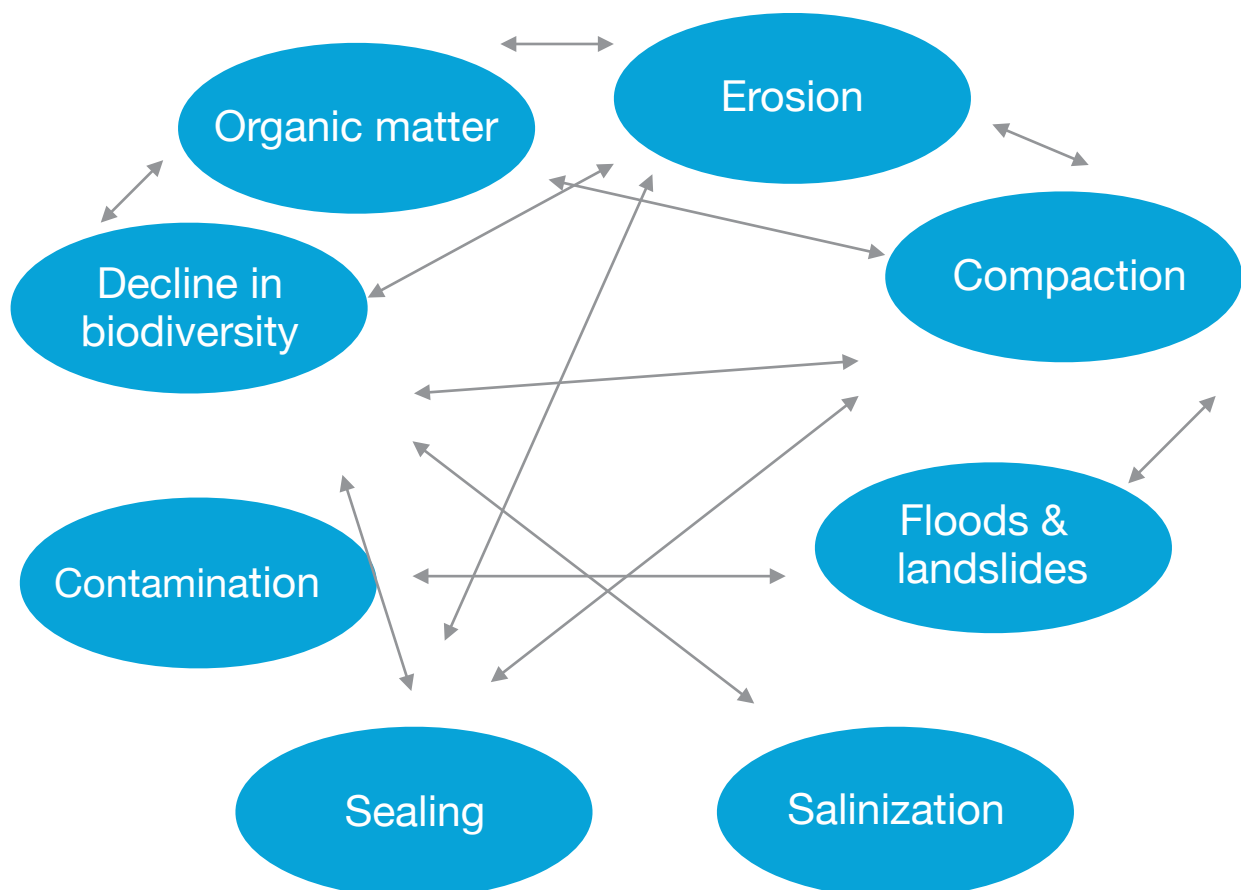 Erosion
Organic matter
Compaction
Decline in
biodiversity
Floods &
landslides
Contamination
Sealing
Salinization